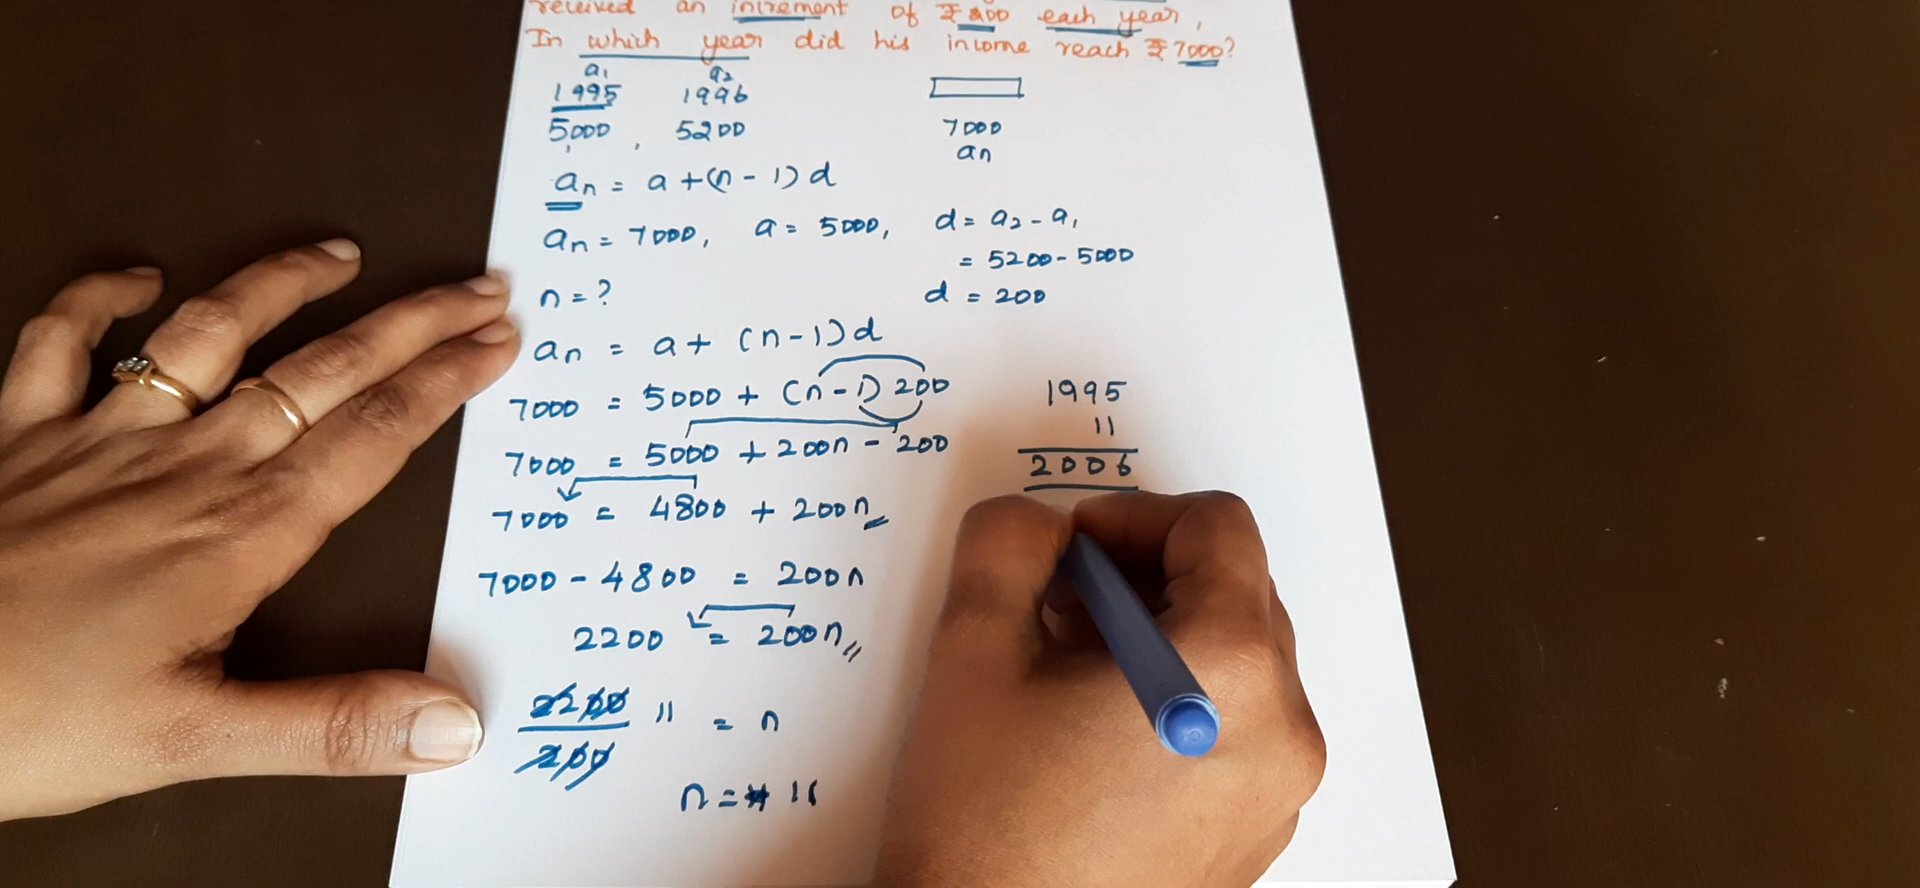 received an increment of ₹ 200 each year,
In which year did his income reach ₹ 7000?
a₁ a₂
1995 1996
5000, 5200 7000
an
an = a + (n - 1) d
an = 7000, a = 5000, d = a₂ - a₁
= 5200 - 5000
n = ? d = 200
an = a + (n - 1) d
7000 = 5000 + (n - 1) 200 1995
11
7000 = 5000 + 200n - 200
2006
7000 = 4800 + 200n
7000 - 4800 = 200n
2200 = 200n
2200
200
11 = n
n = 11